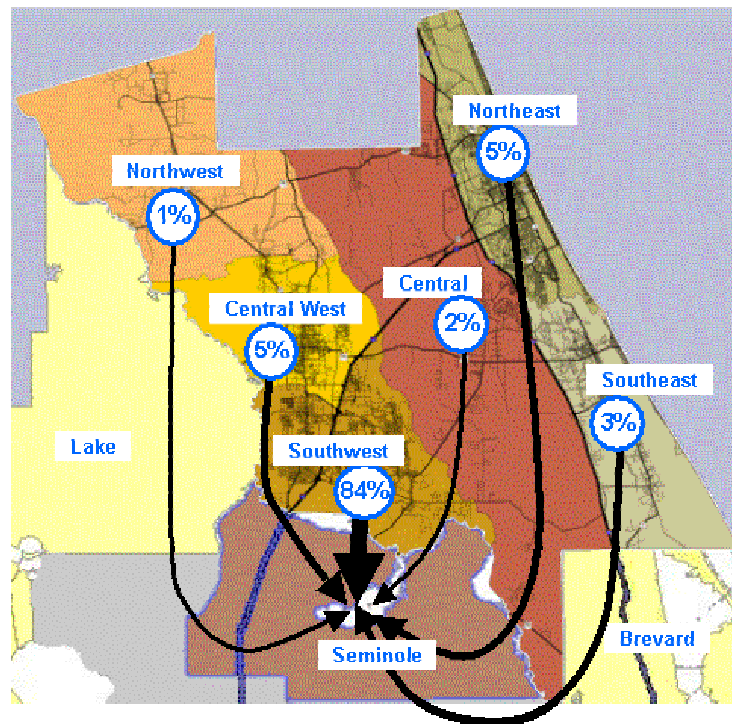 Northeast
5%
Northwest
1%
Central
2%
Central West
5%
Southeast
3%
Lake
Southwest
84%
Seminole
Brevard